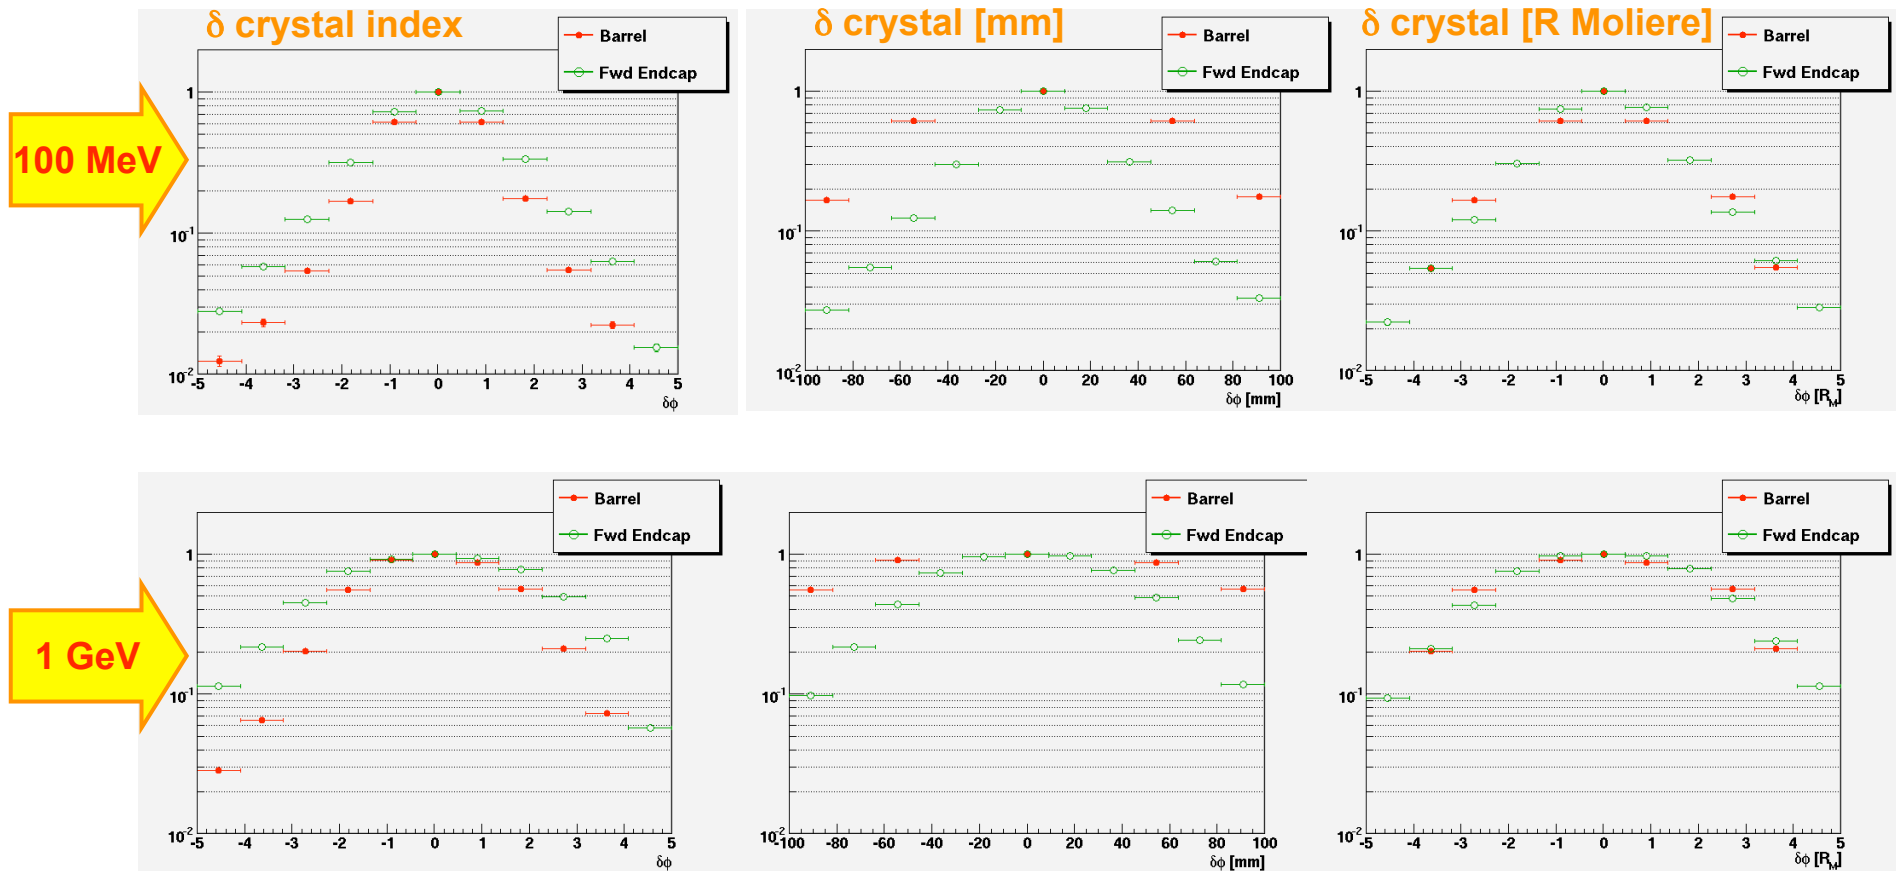 δ crystal index
δ crystal [mm]
δ crystal [R Moliere]
100 MeV
Barrel
Fwd Endcap
1
10-1
10-2
-5 -4 -3 -2 -1 0 1 2 3 4 5
δϕ
Barrel
Fwd Endcap
1
10-1
10-2
-100 -80 -60 -40 -20 0 20 40 60 80 100
δϕ [mm]
Barrel
Fwd Endcap
1
10-1
10-2
-5 -4 -3 -2 -1 0 1 2 3 4 5
δϕ [RM]
1 GeV
Barrel
Fwd Endcap
1
10-1
10-2
-5 -4 -3 -2 -1 0 1 2 3 4 5
δϕ
Barrel
Fwd Endcap
1
10-1
10-2
-100 -80 -60 -40 -20 0 20 40 60 80 100
δϕ [mm]
Barrel
Fwd Endcap
1
10-1
10-2
-5 -4 -3 -2 -1 0 1 2 3 4 5
δϕ [RM]